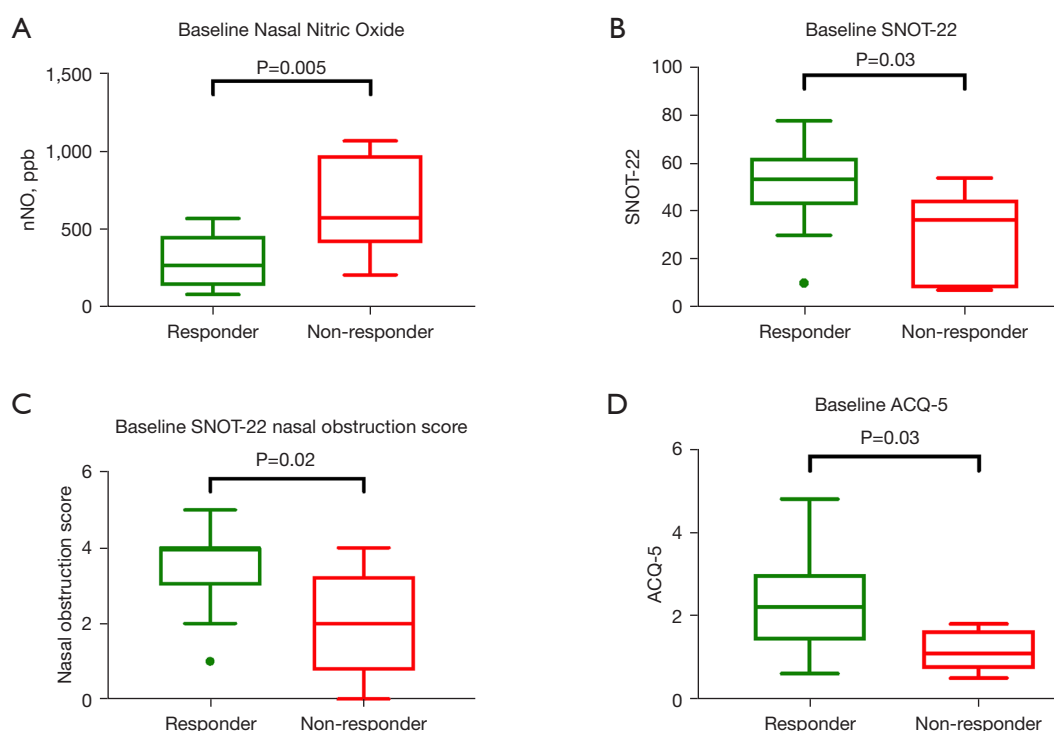 A
Baseline Nasal Nitric Oxide
P=0.005
1,500
1,000
500
0
nNO, ppb
Responder
Non-responder
B
Baseline SNOT-22
P=0.03
100
80
60
40
20
0
SNOT-22
Responder
Non-responder
C
Baseline SNOT-22 nasal obstruction score
P=0.02
6
4
2
0
Nasal obstruction score
Responder
Non-responder
D
Baseline ACQ-5
P=0.03
6
4
2
0
ACQ-5
Responder
Non-responder